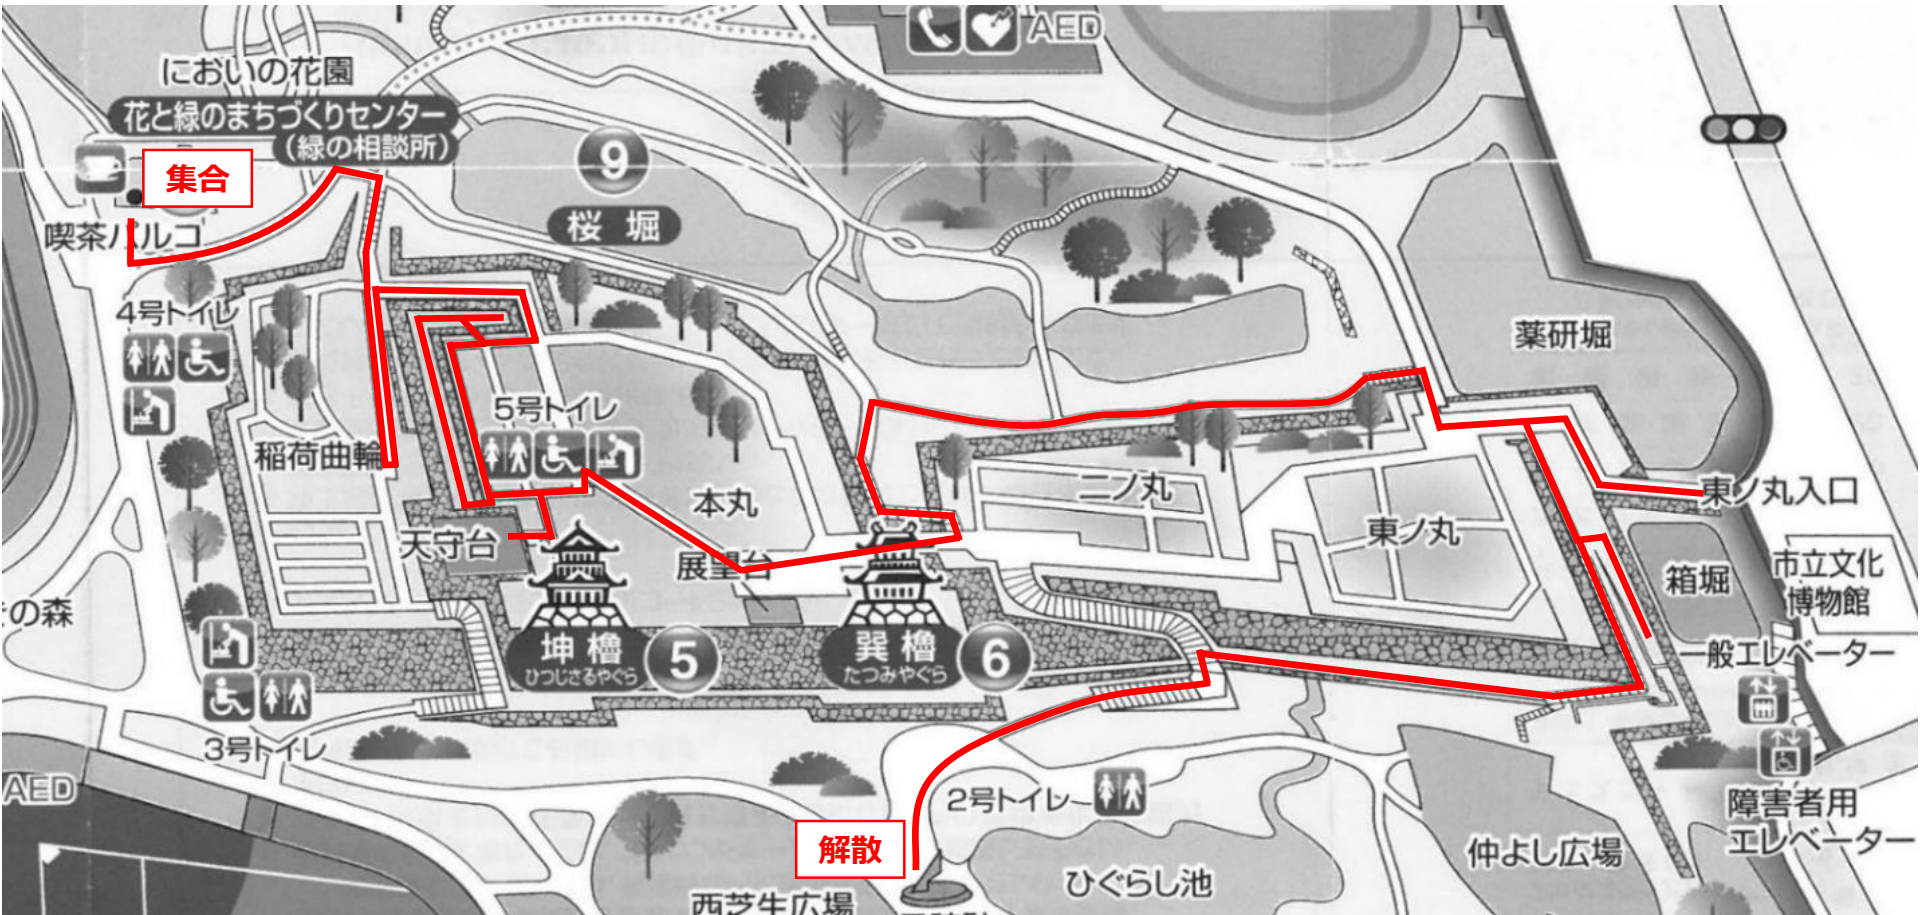 AED
においの花園
花と緑のまちづくりセンター
(緑の相談所)
集合
喫茶パルコ
9
桜堀
4号トイレ
薬研堀
5号トイレ
稲荷曲輪
本丸
二ノ丸
東ノ丸
東ノ丸入口
天守台
展望台
箱堀
市立文化
博物館
の森
坤櫓
ひつじさるやぐら
5
巽櫓
たつみやぐら
6
一般エレベーター
3号トイレ
AED
2号トイレ
解散
障害者用
エレベーター
仲よし広場
ひぐらし池
西芝生広場